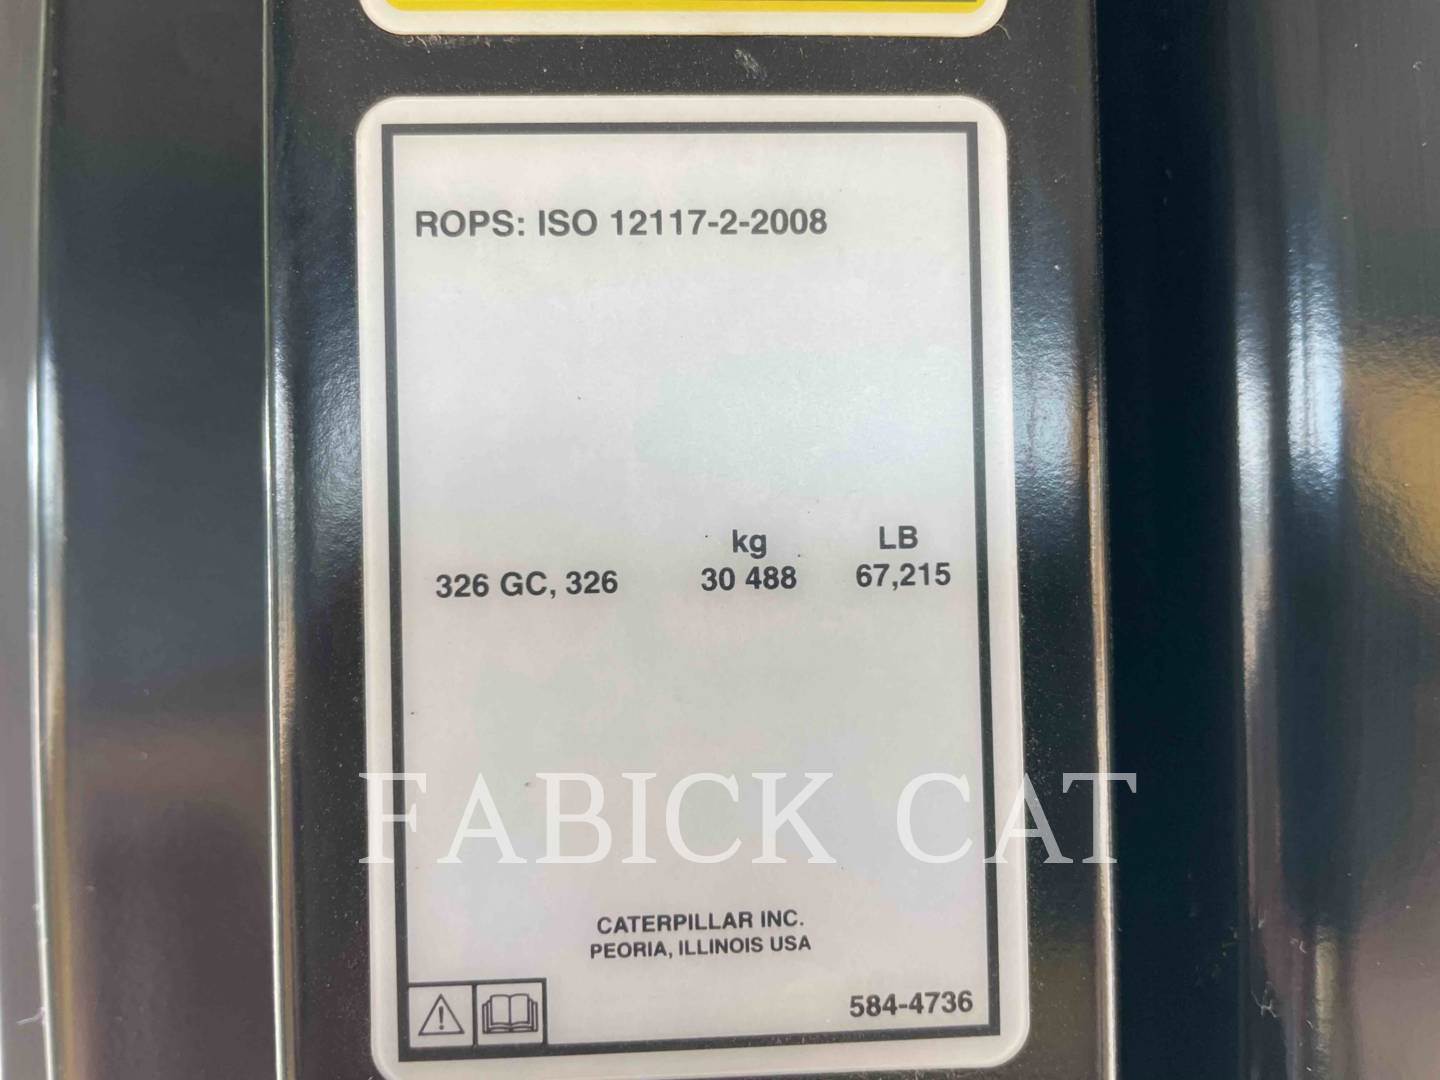 ROPS: ISO 12117-2-2008
kg LB
326 GC, 326 30 488 67,215
FABICK CAT
CATERPILLAR INC.
PEORIA, ILLINOIS USA
584-4736